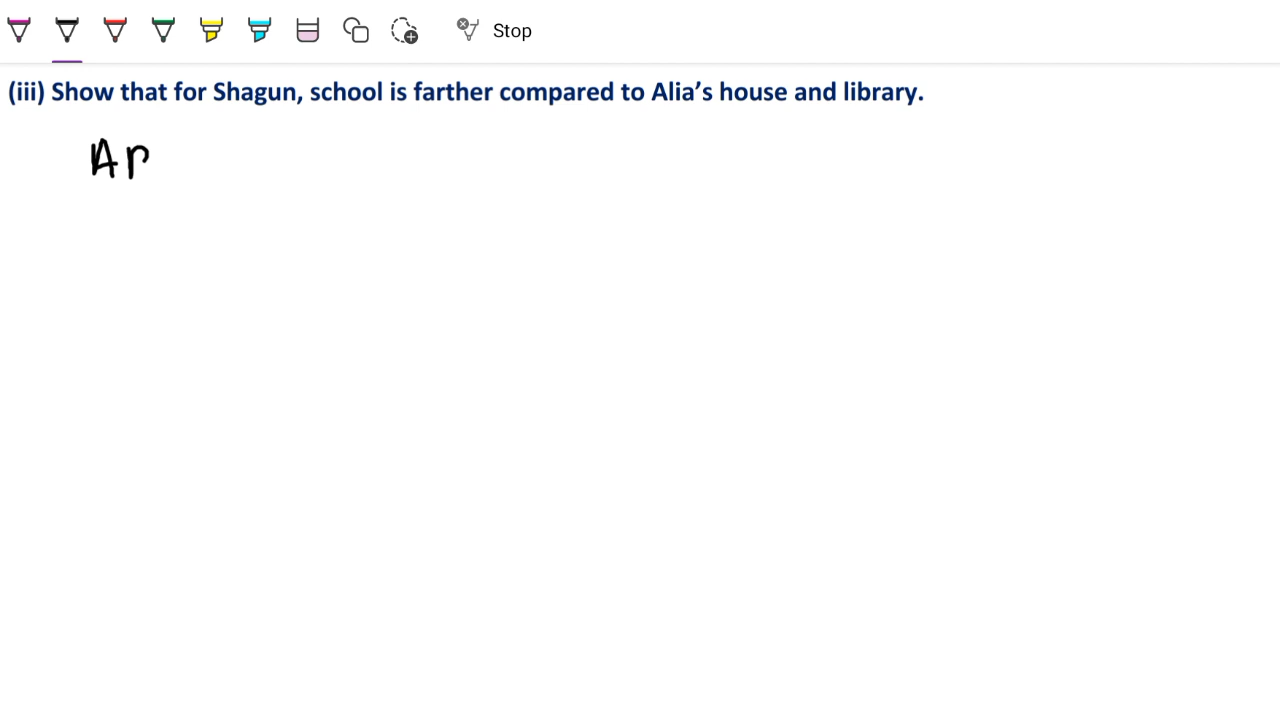 Stop
(iii) Show that for Shagun, school is farther compared to Alia’s house and library.
Ar